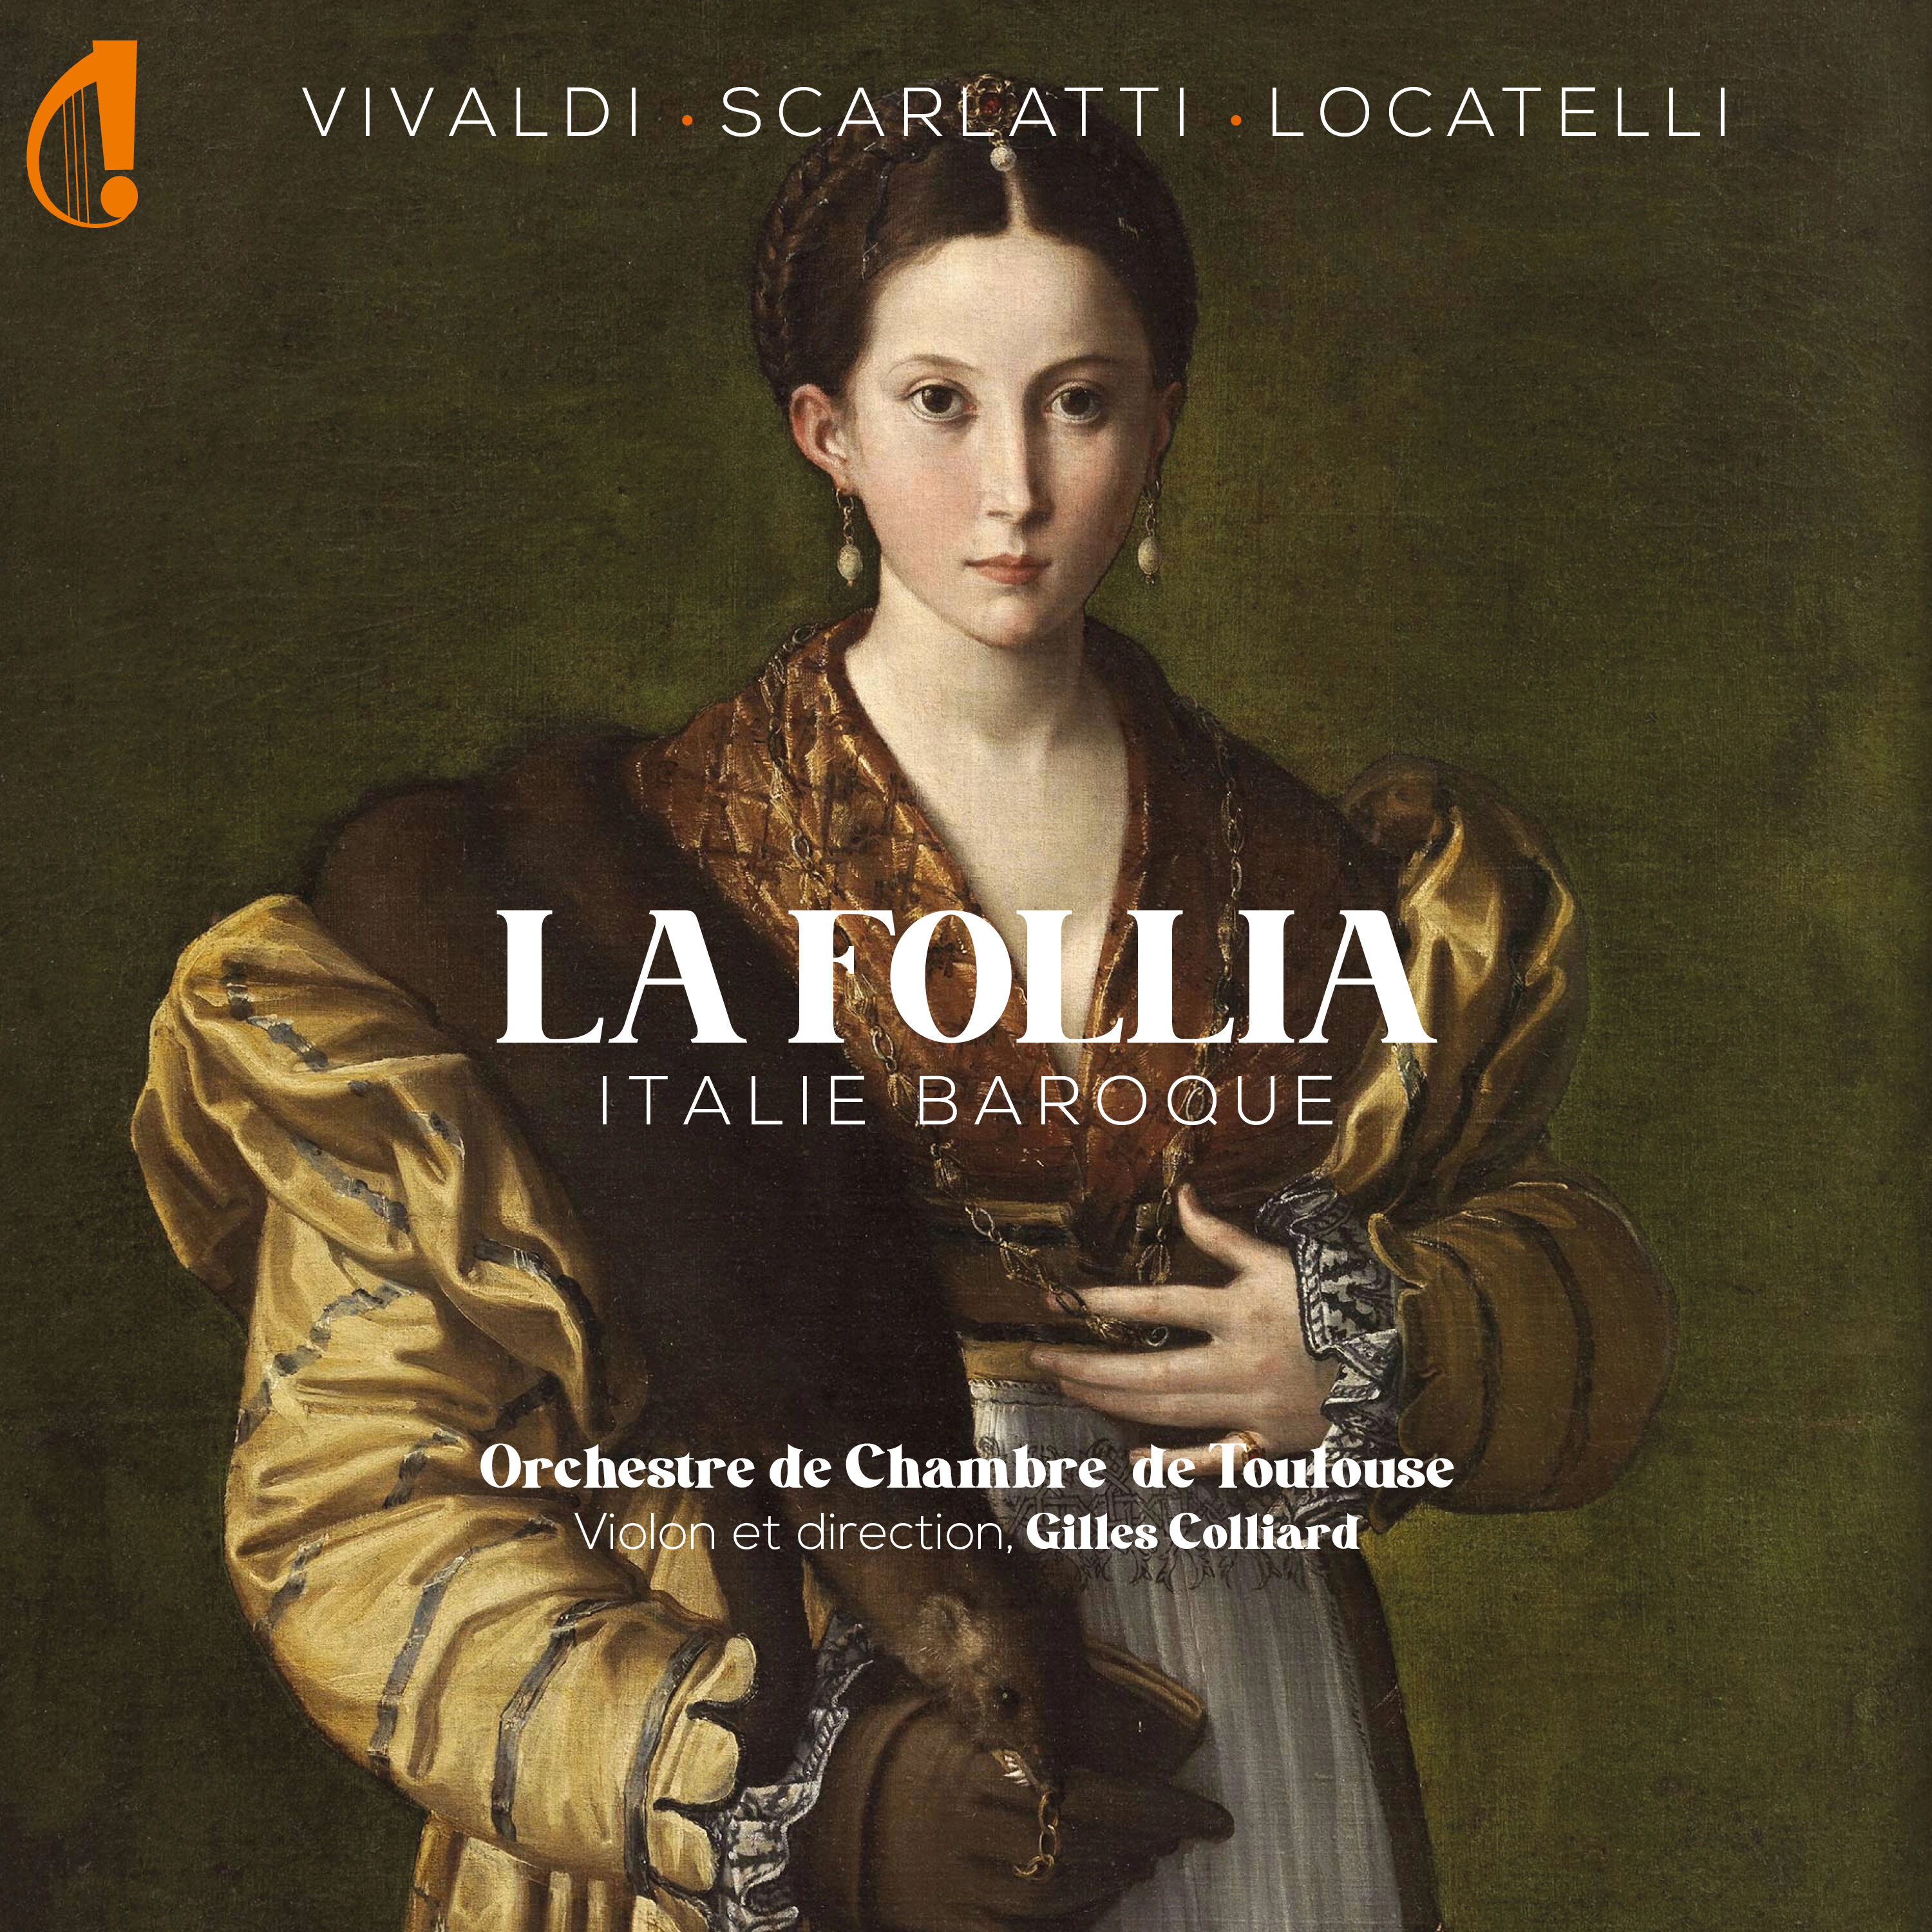 VIVALDI • SCARLATTI • LOCATELLI
LA FOLLIA
ITALIE BAROQUE
Orchestre de Chambre de Toulouse
Violon et direction, Gilles Colliard